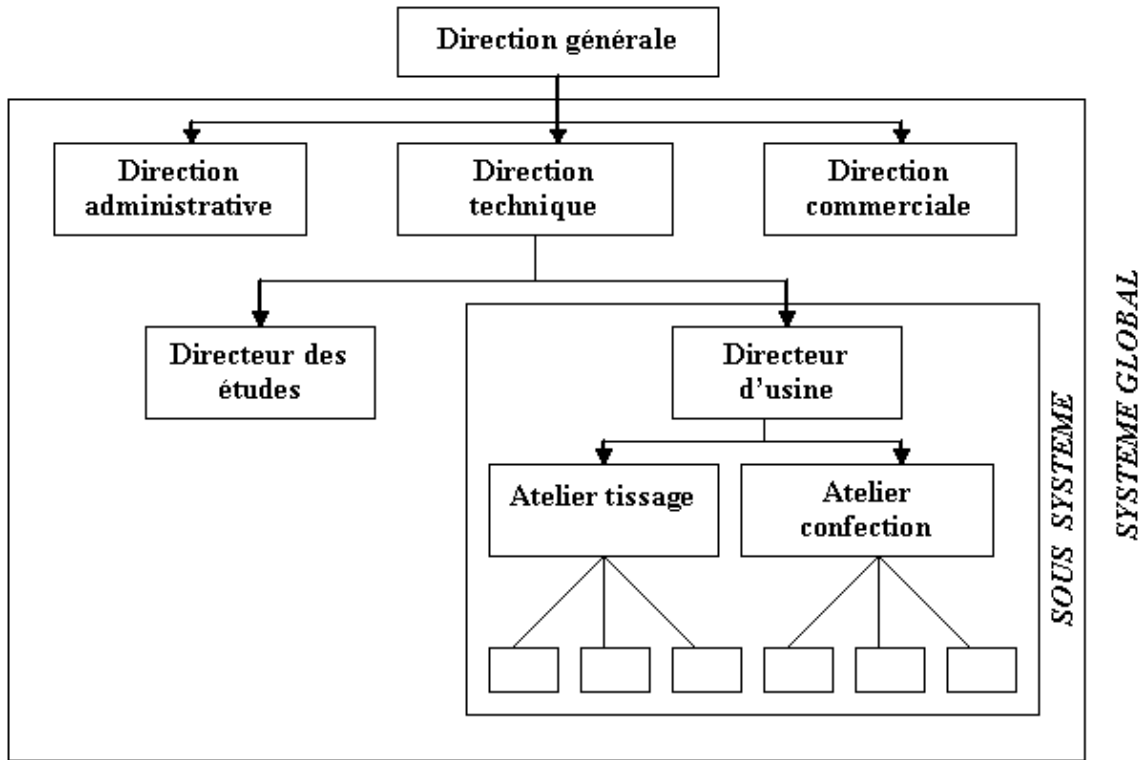 Direction générale
Direction
administrative
Direction
technique
Direction
commerciale
Directeur des
études
Directeur
d'usine
Atelier tissage
Atelier
confection
SOUS SYSTEME
SYSTEME GLOBAL